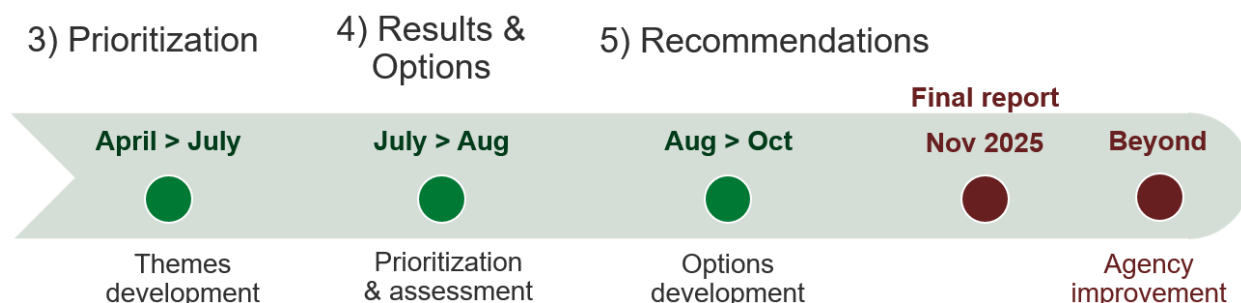 3) Prioritization
4) Results &
Options
5) Recommendations
Final report
April > July
July > Aug
Aug > Oct
Nov 2025
Beyond
Themes
development
Prioritization
& assessment
Options
development
Agency
improvement